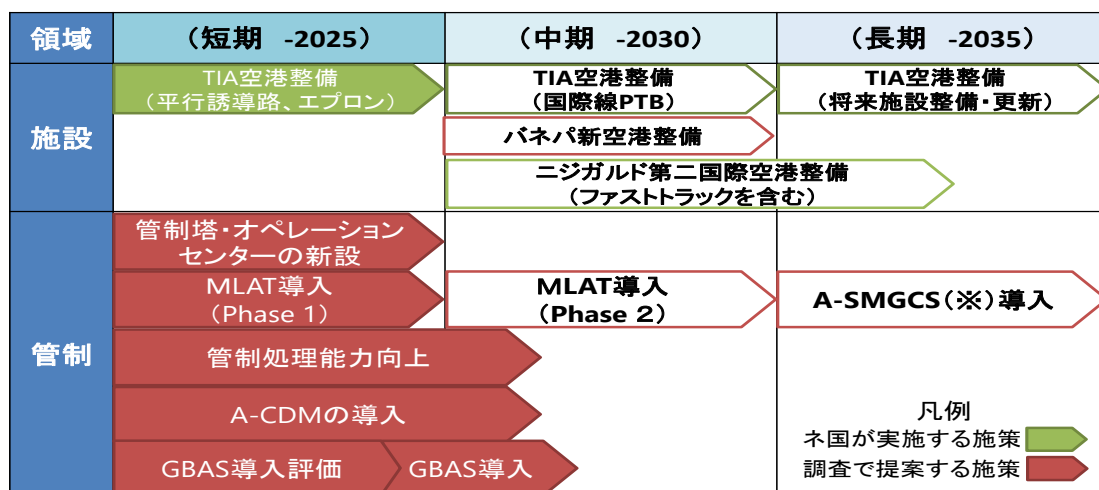 領域
(短期 -2025)
(中期 -2030)
(長期 -2035)
施設
TIA空港整備
(平行誘導路、エプロン)
TIA空港整備
(国際線PTB)
TIA空港整備
(将来施設整備・更新)
バネパ新空港整備
ニジガルド第二国際空港整備
(ファストトラックを含む)
管制
管制塔・オペレーション
センターの新設
MLAT導入
(Phase 1)
MLAT導入
(Phase 2)
A-SMGCS(※)導入
管制処理能力向上
A-CDMの導入
GBAS導入評価
GBAS導入
凡例
ネ国が実施する施策
調査で提案する施策